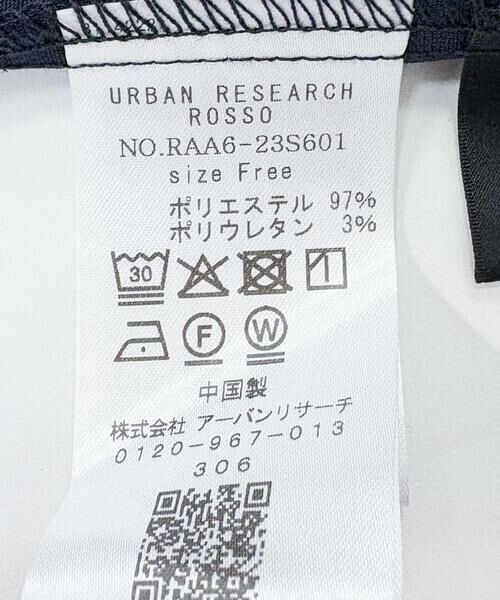 URBAN RESEARCH
ROSSO
NO.RAA6-23S601
size Free
ポリエステル 97%
ポリウレタン 3%
30
F W
中国製
株式会社 アーバンリサーチ
0120-967-013
306